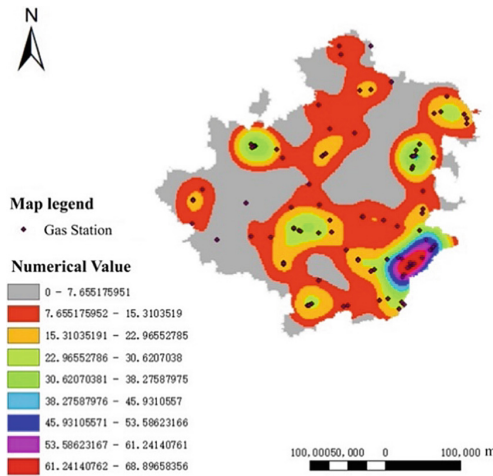 N
Map legend
Gas Station
Numerical Value
0 - 7.655175951
7.655175952 - 15.3103519
15.31035191 - 22.96552785
22.96552786 - 30.6207038
30.62070381 - 38.27587975
38.27587976 - 45.9310557
45.93105571 - 53.58623166
53.58623167 - 61.24140761
61.24140762 - 68.89658356
100,00050,000 0 100,000 m